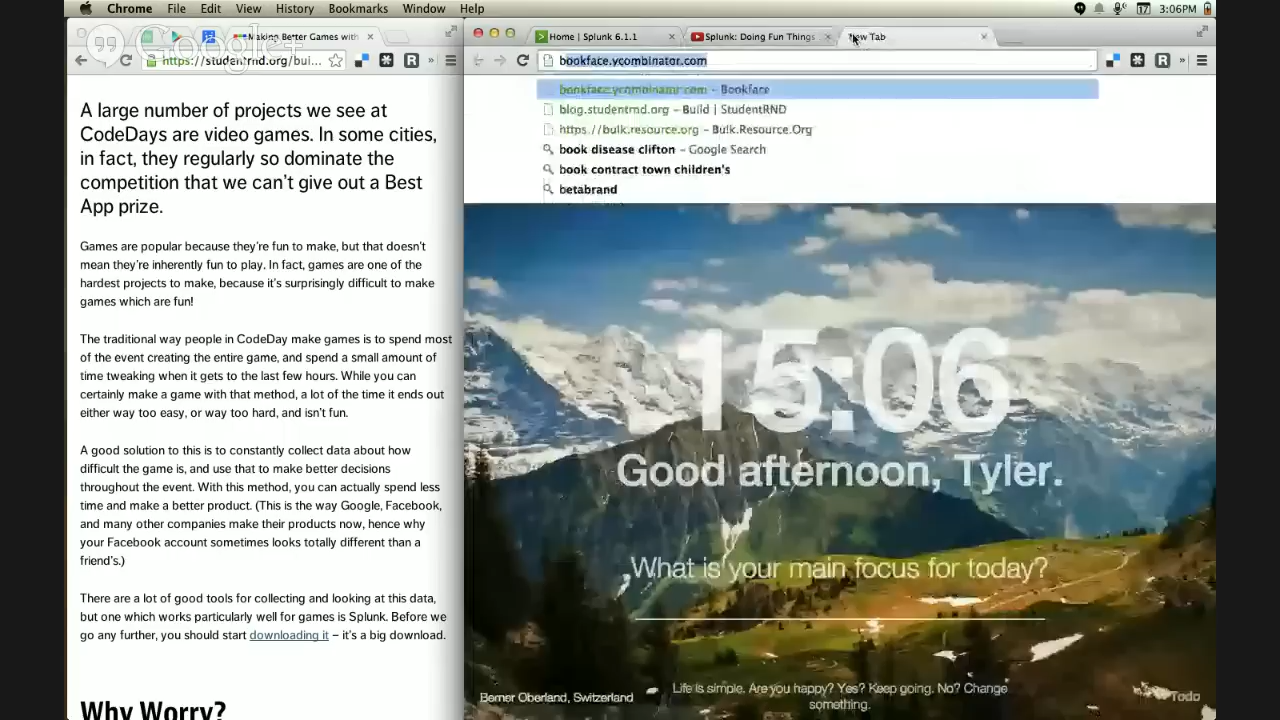 Chrome File Edit View History Bookmarks Window Help
17 3:06PM
Google+
Making Better Games with
https://studentrnd.org/bui...
Home | Splunk 6.1.1
Splunk: Doing Fun Things
New Tab
bookface.ycombinator.com
bookface.ycombinator.com – Bookface
blog.studentrnd.org – Build | StudentRND
https://bulk.resource.org – Bulk.Resource.Org
book disease clifton – Google Search
book contract town children's
betabrand
A large number of projects we see at
CodeDays are video games. In some cities,
in fact, they regularly so dominate the
competition that we can't give out a Best
App prize.
Games are popular because they're fun to make, but that doesn't
mean they're inherently fun to play. In fact, games are one of the
hardest projects to make, because it's surprisingly difficult to make
games which are fun!
The traditional way people in CodeDay make games is to spend most
of the event creating the entire game, and spend a small amount of
time tweaking when it gets to the last few hours. While you can
certainly make a game with that method, a lot of the time it ends out
either way too easy, or way too hard, and isn't fun.
A good solution to this is to constantly collect data about how
difficult the game is, and use that to make better decisions
throughout the event. With this method, you can actually spend less
time and make a better product. (This is the way Google, Facebook,
and many other companies make their products now, hence why
your Facebook account sometimes looks totally different than a
friend's.)
There are a lot of good tools for collecting and looking at this data,
but one which works particularly well for games is Splunk. Before we
go any further, you should start downloading it – it's a big download.
Why Worry?
15:06
Good afternoon, Tyler.
What is your main focus for today?
Berner Oberland, Switzerland
Life is simple. Are you happy? Yes? Keep going. No? Change
something.
Todo